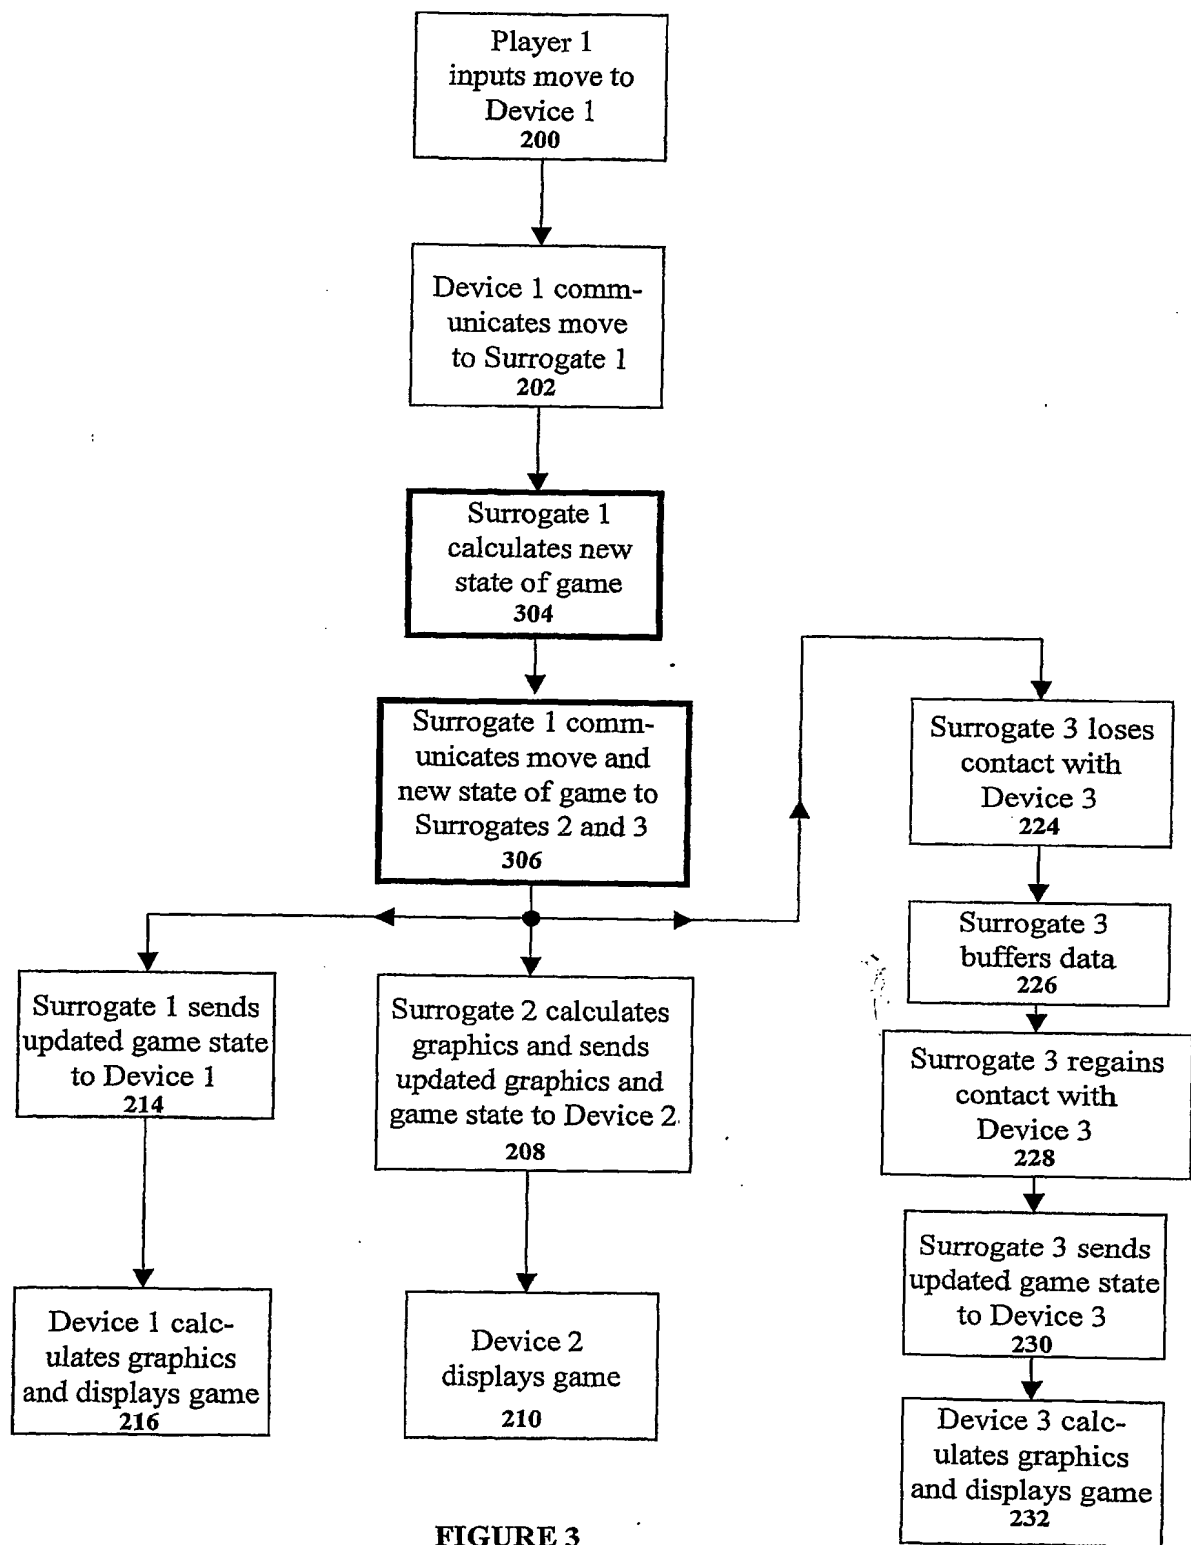 Player 1
inputs move to
Device 1
200
Device 1 comm-
unicates move
to Surrogate 1
202
Surrogate 1
calculates new
state of game
304
Surrogate 1 comm-
unicates move and
new state of game to
Surrogates 2 and 3
306
Surrogate 1 sends
updated game state
to Device 1
214
Device 1 calc-
ulates graphics
and displays game
216
Surrogate 2 calculates
graphics and sends
updated graphics and
game state to Device 2
208
Device 2
displays game
210
Surrogate 3 loses
contact with
Device 3
224
Surrogate 3
buffers data
226
Surrogate 3 regains
contact with
Device 3
228
Surrogate 3 sends
updated game state
to Device 3
230
Device 3 calc-
ulates graphics
and displays game
232
FIGURE 3